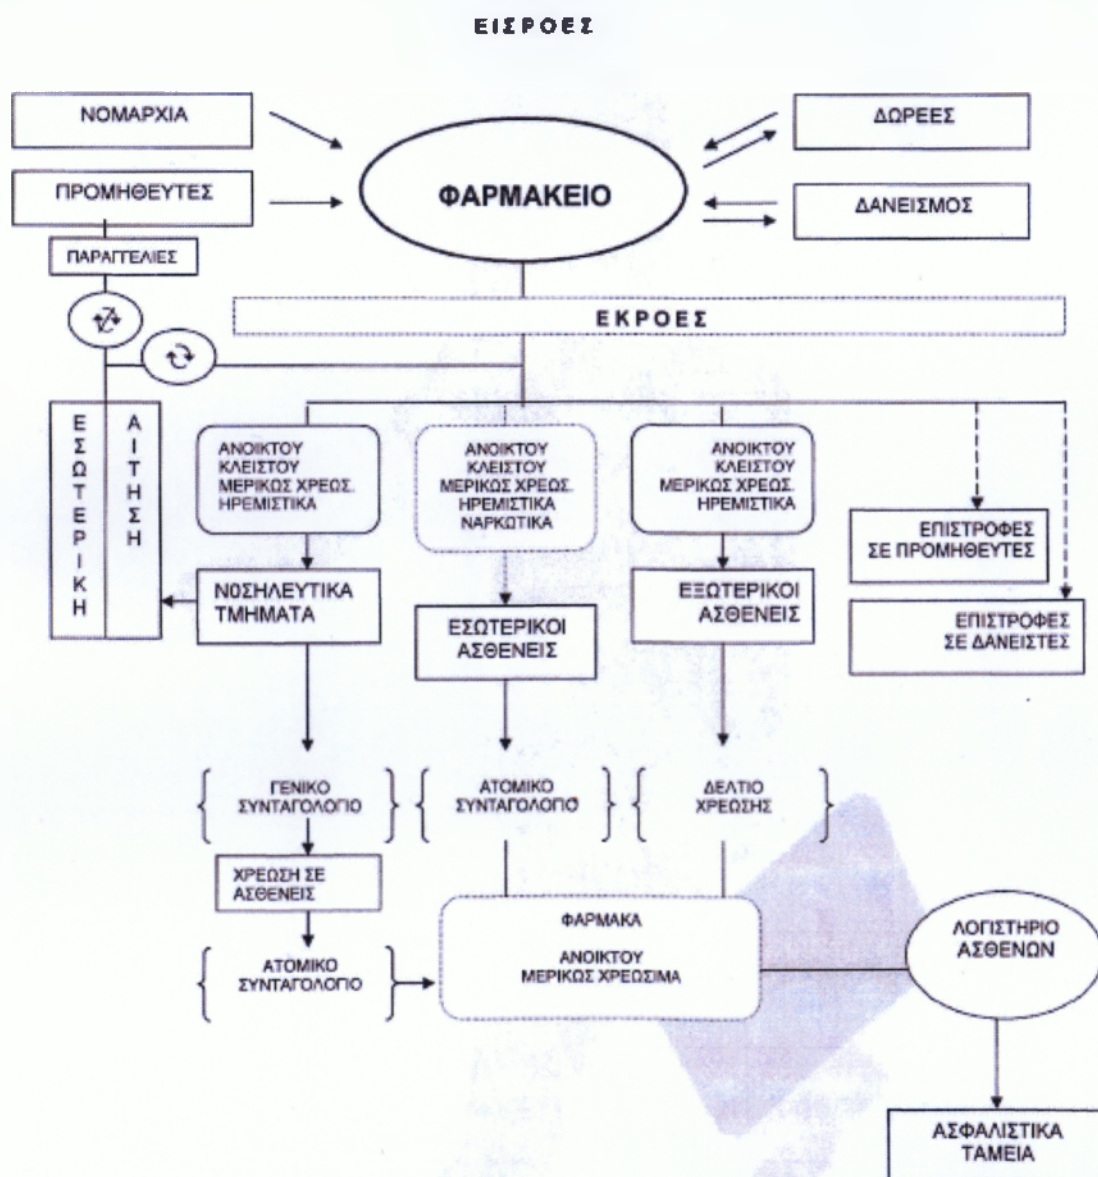 ΕΙΣΡΟΕΣ
ΝΟΜΑΡΧΙΑ
ΔΩΡΕΕΣ
ΦΑΡΜΑΚΕΙΟ
ΠΡΟΜΗΘΕΥΤΕΣ
ΔΑΝΕΙΣΜΟΣ
ΠΑΡΑΓΓΕΛΙΕΣ
ΕΚΡΟΕΣ
ΕΣΩΤΕΡΙΚΗ
ΑΙΤΗΣΗ
ΑΝΟΙΚΤΟΥ
ΚΛΕΙΣΤΟΥ
ΜΕΡΙΚΩΣ ΧΡΕΩΣ.
ΗΡΕΜΙΣΤΙΚΑ
ΑΝΟΙΚΤΟΥ
ΚΛΕΙΣΤΟΥ
ΜΕΡΙΚΩΣ ΧΡΕΩΣ.
ΗΡΕΜΙΣΤΙΚΑ
ΝΑΡΚΩΤΙΚΑ
ΑΝΟΙΚΤΟΥ
ΚΛΕΙΣΤΟΥ
ΜΕΡΙΚΩΣ ΧΡΕΩΣ.
ΗΡΕΜΙΣΤΙΚΑ
ΕΠΙΣΤΡΟΦΕΣ
ΣΕ ΠΡΟΜΗΘΕΥΤΕΣ
ΝΟΣΗΛΕΥΤΙΚΑ
ΤΜΗΜΑΤΑ
ΕΣΩΤΕΡΙΚΟΙ
ΑΣΘΕΝΕΙΣ
ΕΞΩΤΕΡΙΚΟΙ
ΑΣΘΕΝΕΙΣ
ΕΠΙΣΤΡΟΦΕΣ
ΣΕ ΔΑΝΕΙΣΤΕΣ
ΓΕΝΙΚΟ
ΣΥΝΤΑΓΟΛΟΓΙΟ
ΑΤΟΜΙΚΟ
ΣΥΝΤΑΓΟΛΟΓΙΟ
ΔΕΛΤΙΟ
ΧΡΕΩΣΗΣ
ΧΡΕΩΣΗ ΣΕ
ΑΣΘΕΝΕΙΣ
ΑΤΟΜΙΚΟ
ΣΥΝΤΑΓΟΛΟΓΙΟ
ΦΑΡΜΑΚΑ
ΑΝΟΙΚΤΟΥ
ΜΕΡΙΚΩΣ ΧΡΕΩΣΙΜΑ
ΛΟΓΙΣΤΗΡΙΟ
ΑΣΘΕΝΩΝ
ΑΣΦΑΛΙΣΤΙΚΑ
ΤΑΜΕΙΑ